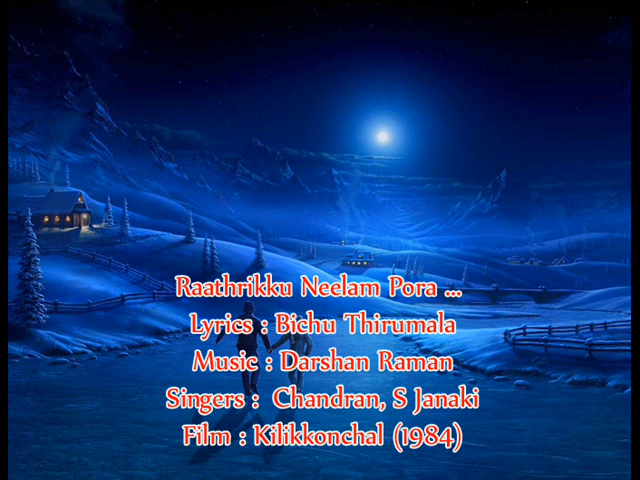 Raathrikku Neelam Pora ...
Lyrics : Bichu Thirumala
Music : Darshan Raman
Singers :  Chandran, S Janaki
Film : Kilikkonchal (1984)